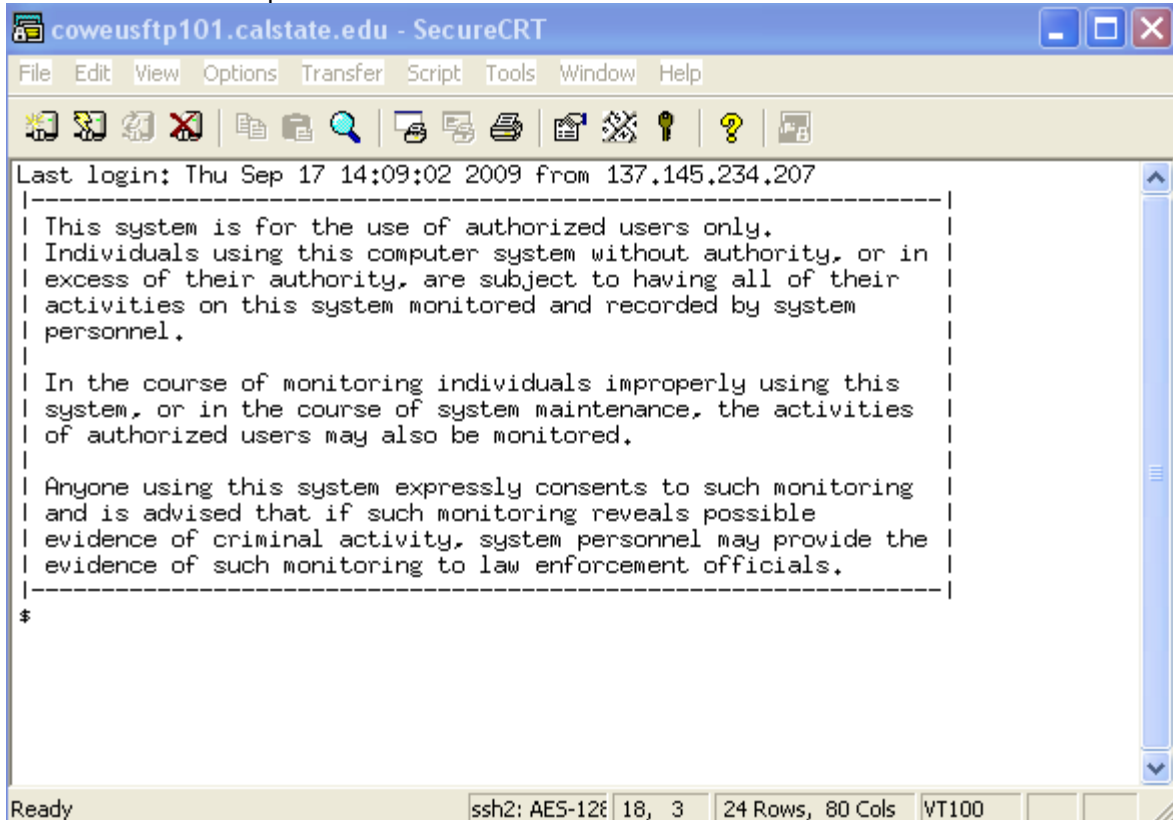 coweusftp101.calstate.edu - SecureCRT
File Edit View Options Transfer Script Tools Window Help
Last login: Thu Sep 17 14:09:02 2009 from 137.145.234.207
|-----------------------------------------------------------------|
| This system is for the use of authorized users only.            |
| Individuals using this computer system without authority, or in |
| excess of their authority, are subject to having all of their   |
| activities on this system monitored and recorded by system      |
| personnel.                                                      |
|                                                                 |
| In the course of monitoring individuals improperly using this   |
| system, or in the course of system maintenance, the activities  |
| of authorized users may also be monitored.                      |
|                                                                 |
| Anyone using this system expressly consents to such monitoring  |
| and is advised that if such monitoring reveals possible         |
| evidence of criminal activity, system personnel may provide the |
| evidence of such monitoring to law enforcement officials.       |
|-----------------------------------------------------------------|
$
Ready ssh2: AES-128 18, 3 24 Rows, 80 Cols VT100